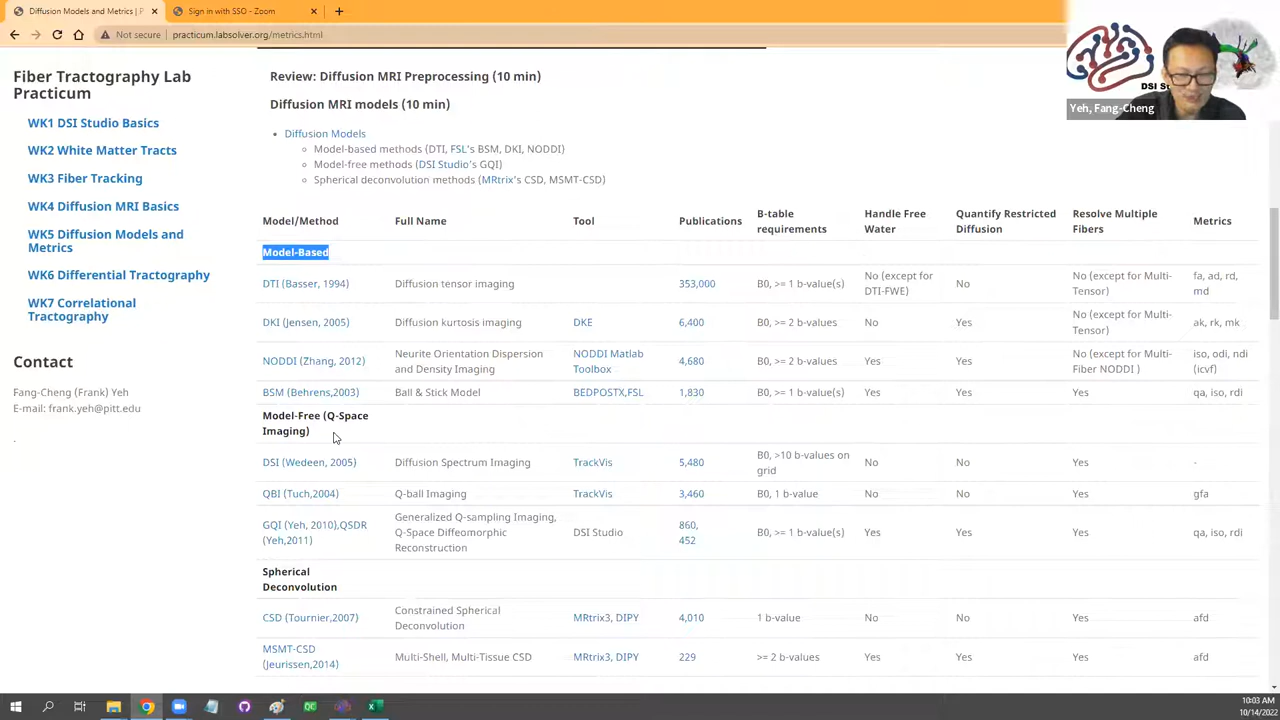 Diffusion Models and Metrics | P
Sign in with SSO - Zoom
Not secure
practicum.labsolver.org/metrics.html
DSI S
Yeh, Fang-Cheng
Fiber Tractography Lab
Practicum
WK1 DSI Studio Basics
WK2 White Matter Tracts
WK3 Fiber Tracking
WK4 Diffusion MRI Basics
WK5 Diffusion Models and
Metrics
WK6 Differential Tractography
WK7 Correlational
Tractography
Contact
Fang-Cheng (Frank) Yeh
E-mail: frank.yeh@pitt.edu
.
Review: Diffusion MRI Preprocessing (10 min)
Diffusion MRI models (10 min)
Diffusion Models
Model-based methods (DTI, FSL's BSM, DKI, NODDI)
Model-free methods (DSI Studio's GQI)
Spherical deconvolution methods (MRtrix's CSD, MSMT-CSD)
Model/Method Full Name Tool Publications B-table requirements Handle Free Water Quantify Restricted Diffusion Resolve Multiple Fibers Metrics
Model-Based
DTI (Basser, 1994) Diffusion tensor imaging 353,000 B0, >= 1 b-value(s) No (except for DTI-FWE) No No (except for Multi-Tensor) fa, ad, rd, md
DKI (Jensen, 2005) Diffusion kurtosis imaging DKE 6,400 B0, >= 2 b-values No Yes No (except for Multi-Tensor) ak, rk, mk
NODDI (Zhang, 2012) Neurite Orientation Dispersion and Density Imaging NODDI Matlab Toolbox 4,680 B0, >= 2 b-values Yes Yes No (except for Multi-Fiber NODDI ) iso, odi, ndi (icvf)
BSM (Behrens,2003) Ball & Stick Model BEDPOSTX,FSL 1,830 B0, >= 1 b-value(s) Yes Yes Yes qa, iso, rdi
Model-Free (Q-Space Imaging)
DSI (Wedeen, 2005) Diffusion Spectrum Imaging TrackVis 5,480 B0, >10 b-values on grid No No Yes -
QBI (Tuch,2004) Q-ball Imaging TrackVis 3,460 B0, 1 b-value No No Yes gfa
GQI (Yeh, 2010),QSDR (Yeh,2011) Generalized Q-sampling Imaging, Q-Space Diffeomorphic Reconstruction DSI Studio 860, 452 B0, >= 1 b-value(s) Yes Yes Yes qa, iso, rdi
Spherical Deconvolution
CSD (Tournier,2007) Constrained Spherical Deconvolution MRtrix3, DIPY 4,010 1 b-value No No Yes afd
MSMT-CSD (Jeurissen,2014) Multi-Shell, Multi-Tissue CSD MRtrix3, DIPY 229 >= 2 b-values Yes Yes Yes afd
10:03 AM
10/14/2022